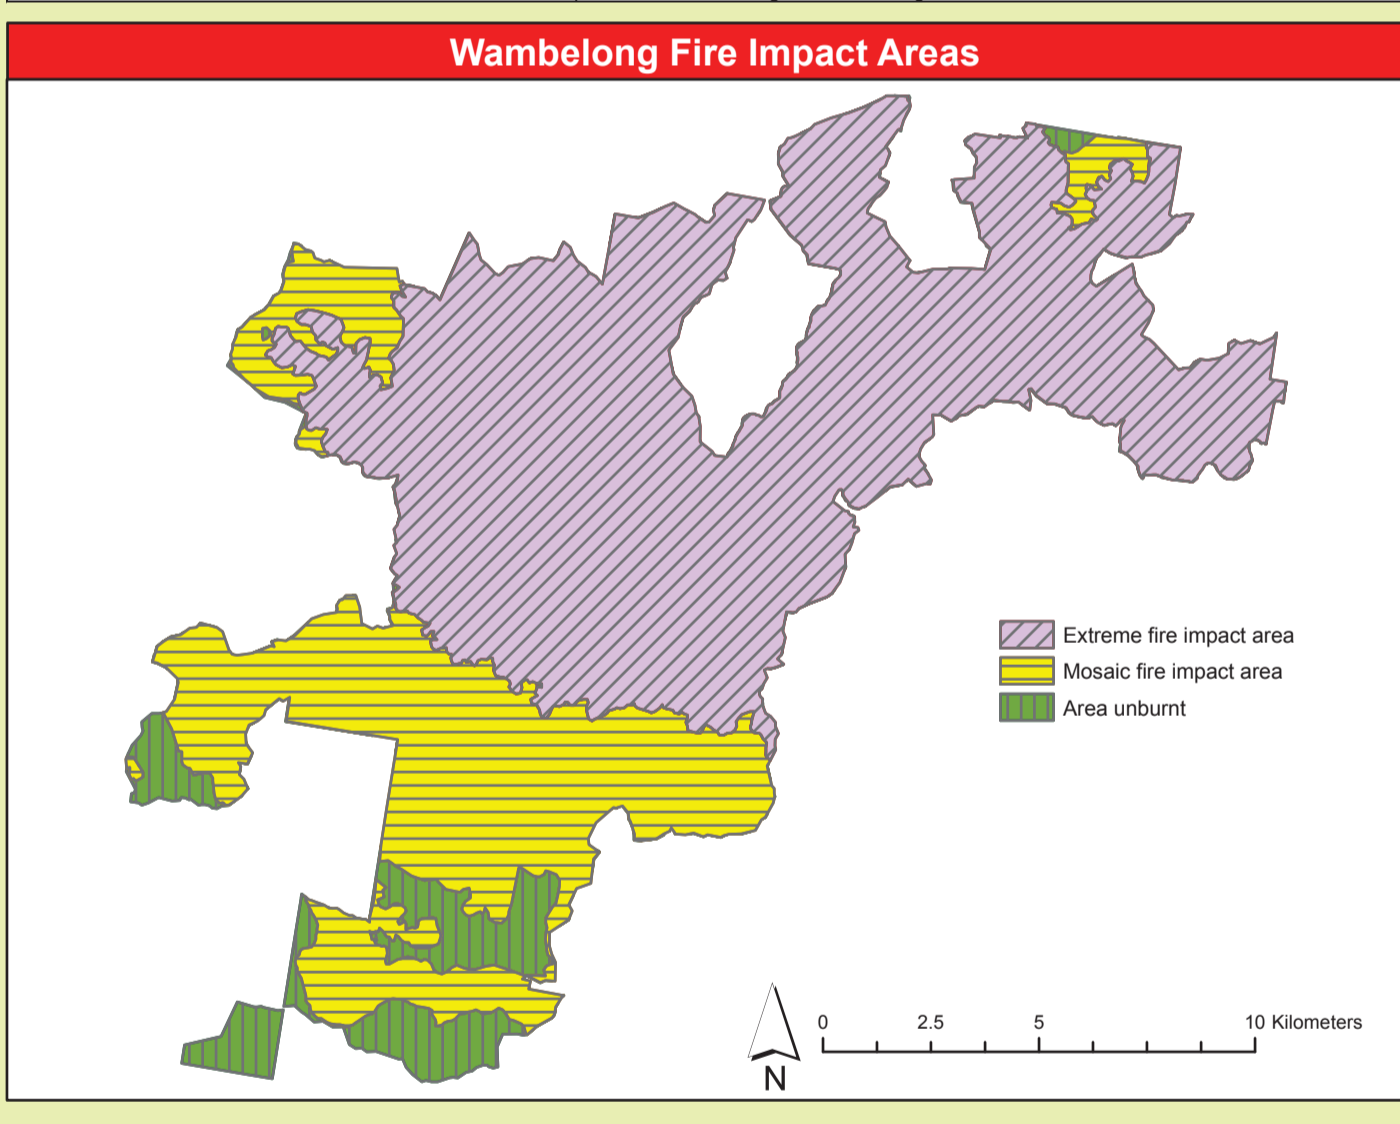 Wambelong Fire Impact Areas
Extreme fire impact area
Mosaic fire impact area
Area unburnt
0 2.5 5 10 Kilometers
N